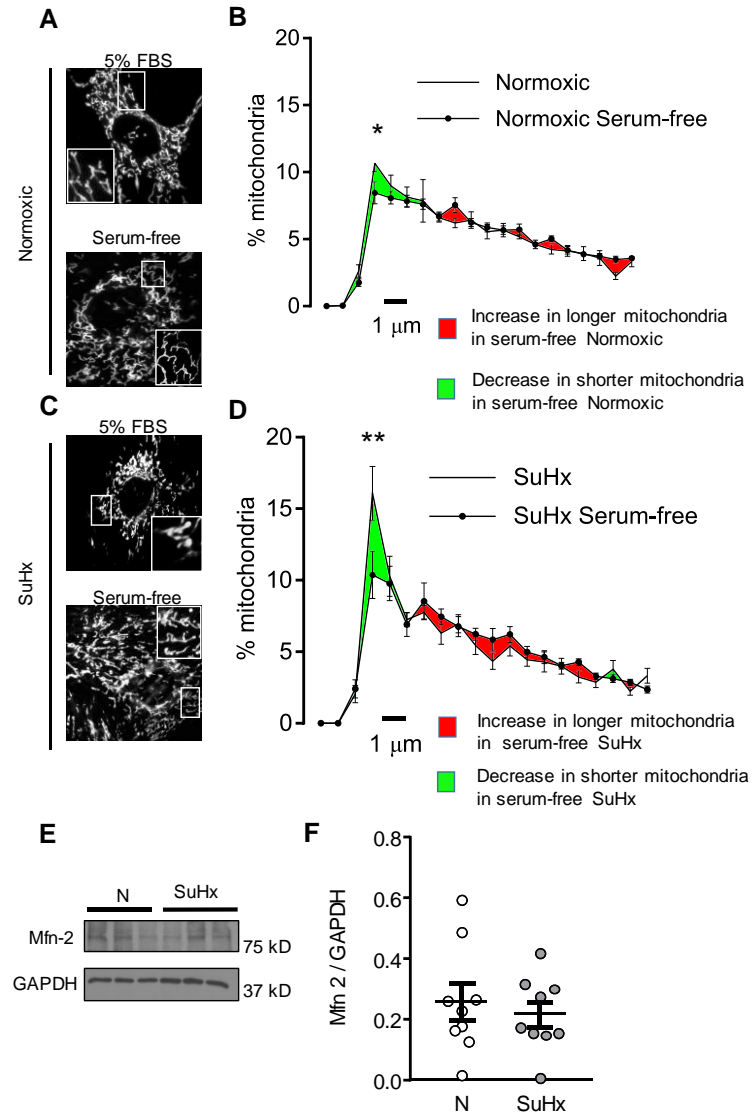 A
5% FBS
Normoxic
Serum-free
B
20
15
10
5
0
% mitochondria
Normoxic
Normoxic Serum-free
*
1 μm
Increase in longer mitochondria
in serum-free Normoxic
Decrease in shorter mitochondria
in serum-free Normoxic
C
5% FBS
SuHx
Serum-free
D
20
15
10
5
0
% mitochondria
SuHx
SuHx Serum-free
**
1 μm
Increase in longer mitochondria
in serum-free SuHx
Decrease in shorter mitochondria
in serum-free SuHx
E
N SuHx
Mfn-2
75 kD
GAPDH
37 kD
F
0.8
0.6
0.4
0.2
0.0
Mfn 2 / GAPDH
N SuHx